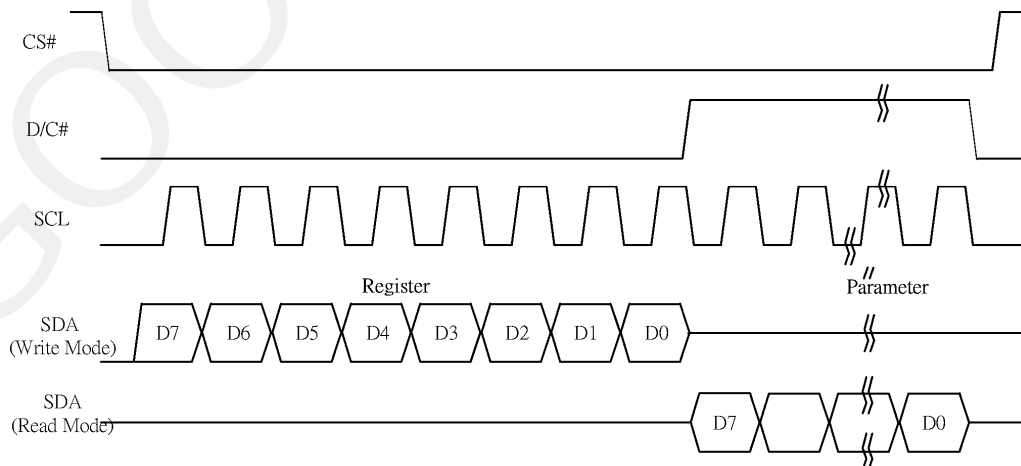 CS#
D/C#
SCL
Register
Parameter
SDA
(Write Mode)
D7 D6 D5 D4 D3 D2 D1 D0
SDA
(Read Mode)
D7 D0